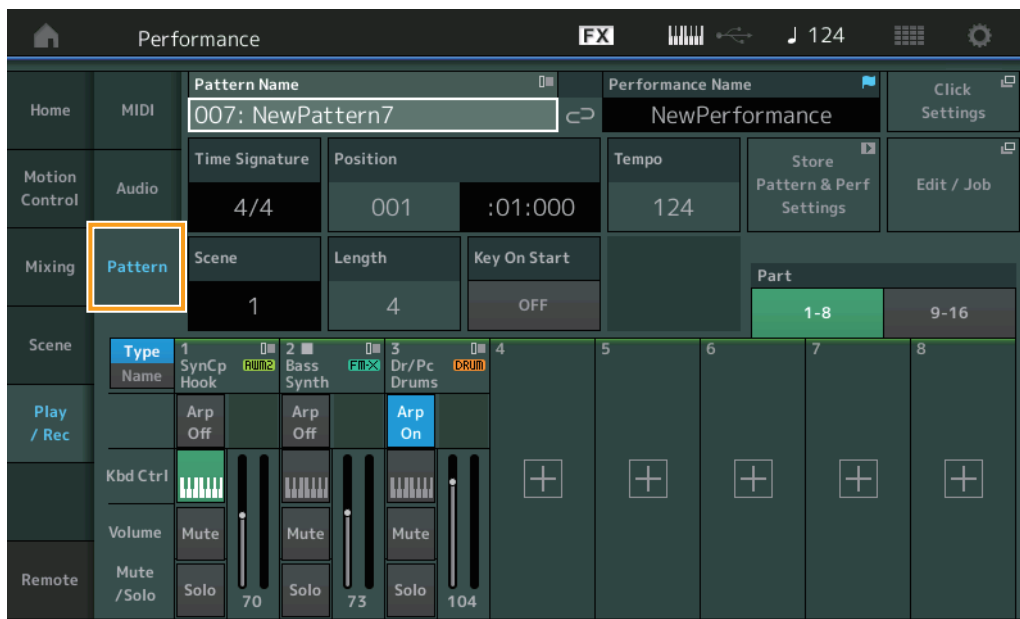 Performance
FX
♩ 124
Home
Motion
Control
Mixing
Scene
Play
/ Rec
Remote
MIDI
Audio
Pattern
Pattern Name
007: NewPattern7
Performance Name
NewPerformance
Click
Settings
Time Signature
4/4
Position
001
:01:000
Tempo
124
Store
Pattern & Perf
Settings
Edit / Job
Scene
1
Length
4
Key On Start
OFF
Part
1-8
9-16
Type
Name
1
SynCp
AWM2
Hook
2
Bass
FM-X
Synth
3
Dr/Pc
DRUM
Drums
4
5
6
7
8
Arp
Off
Arp
Off
Arp
On
Kbd Ctrl
Volume
Mute
Mute
Mute
Mute
/Solo
Solo
70
Solo
73
Solo
104